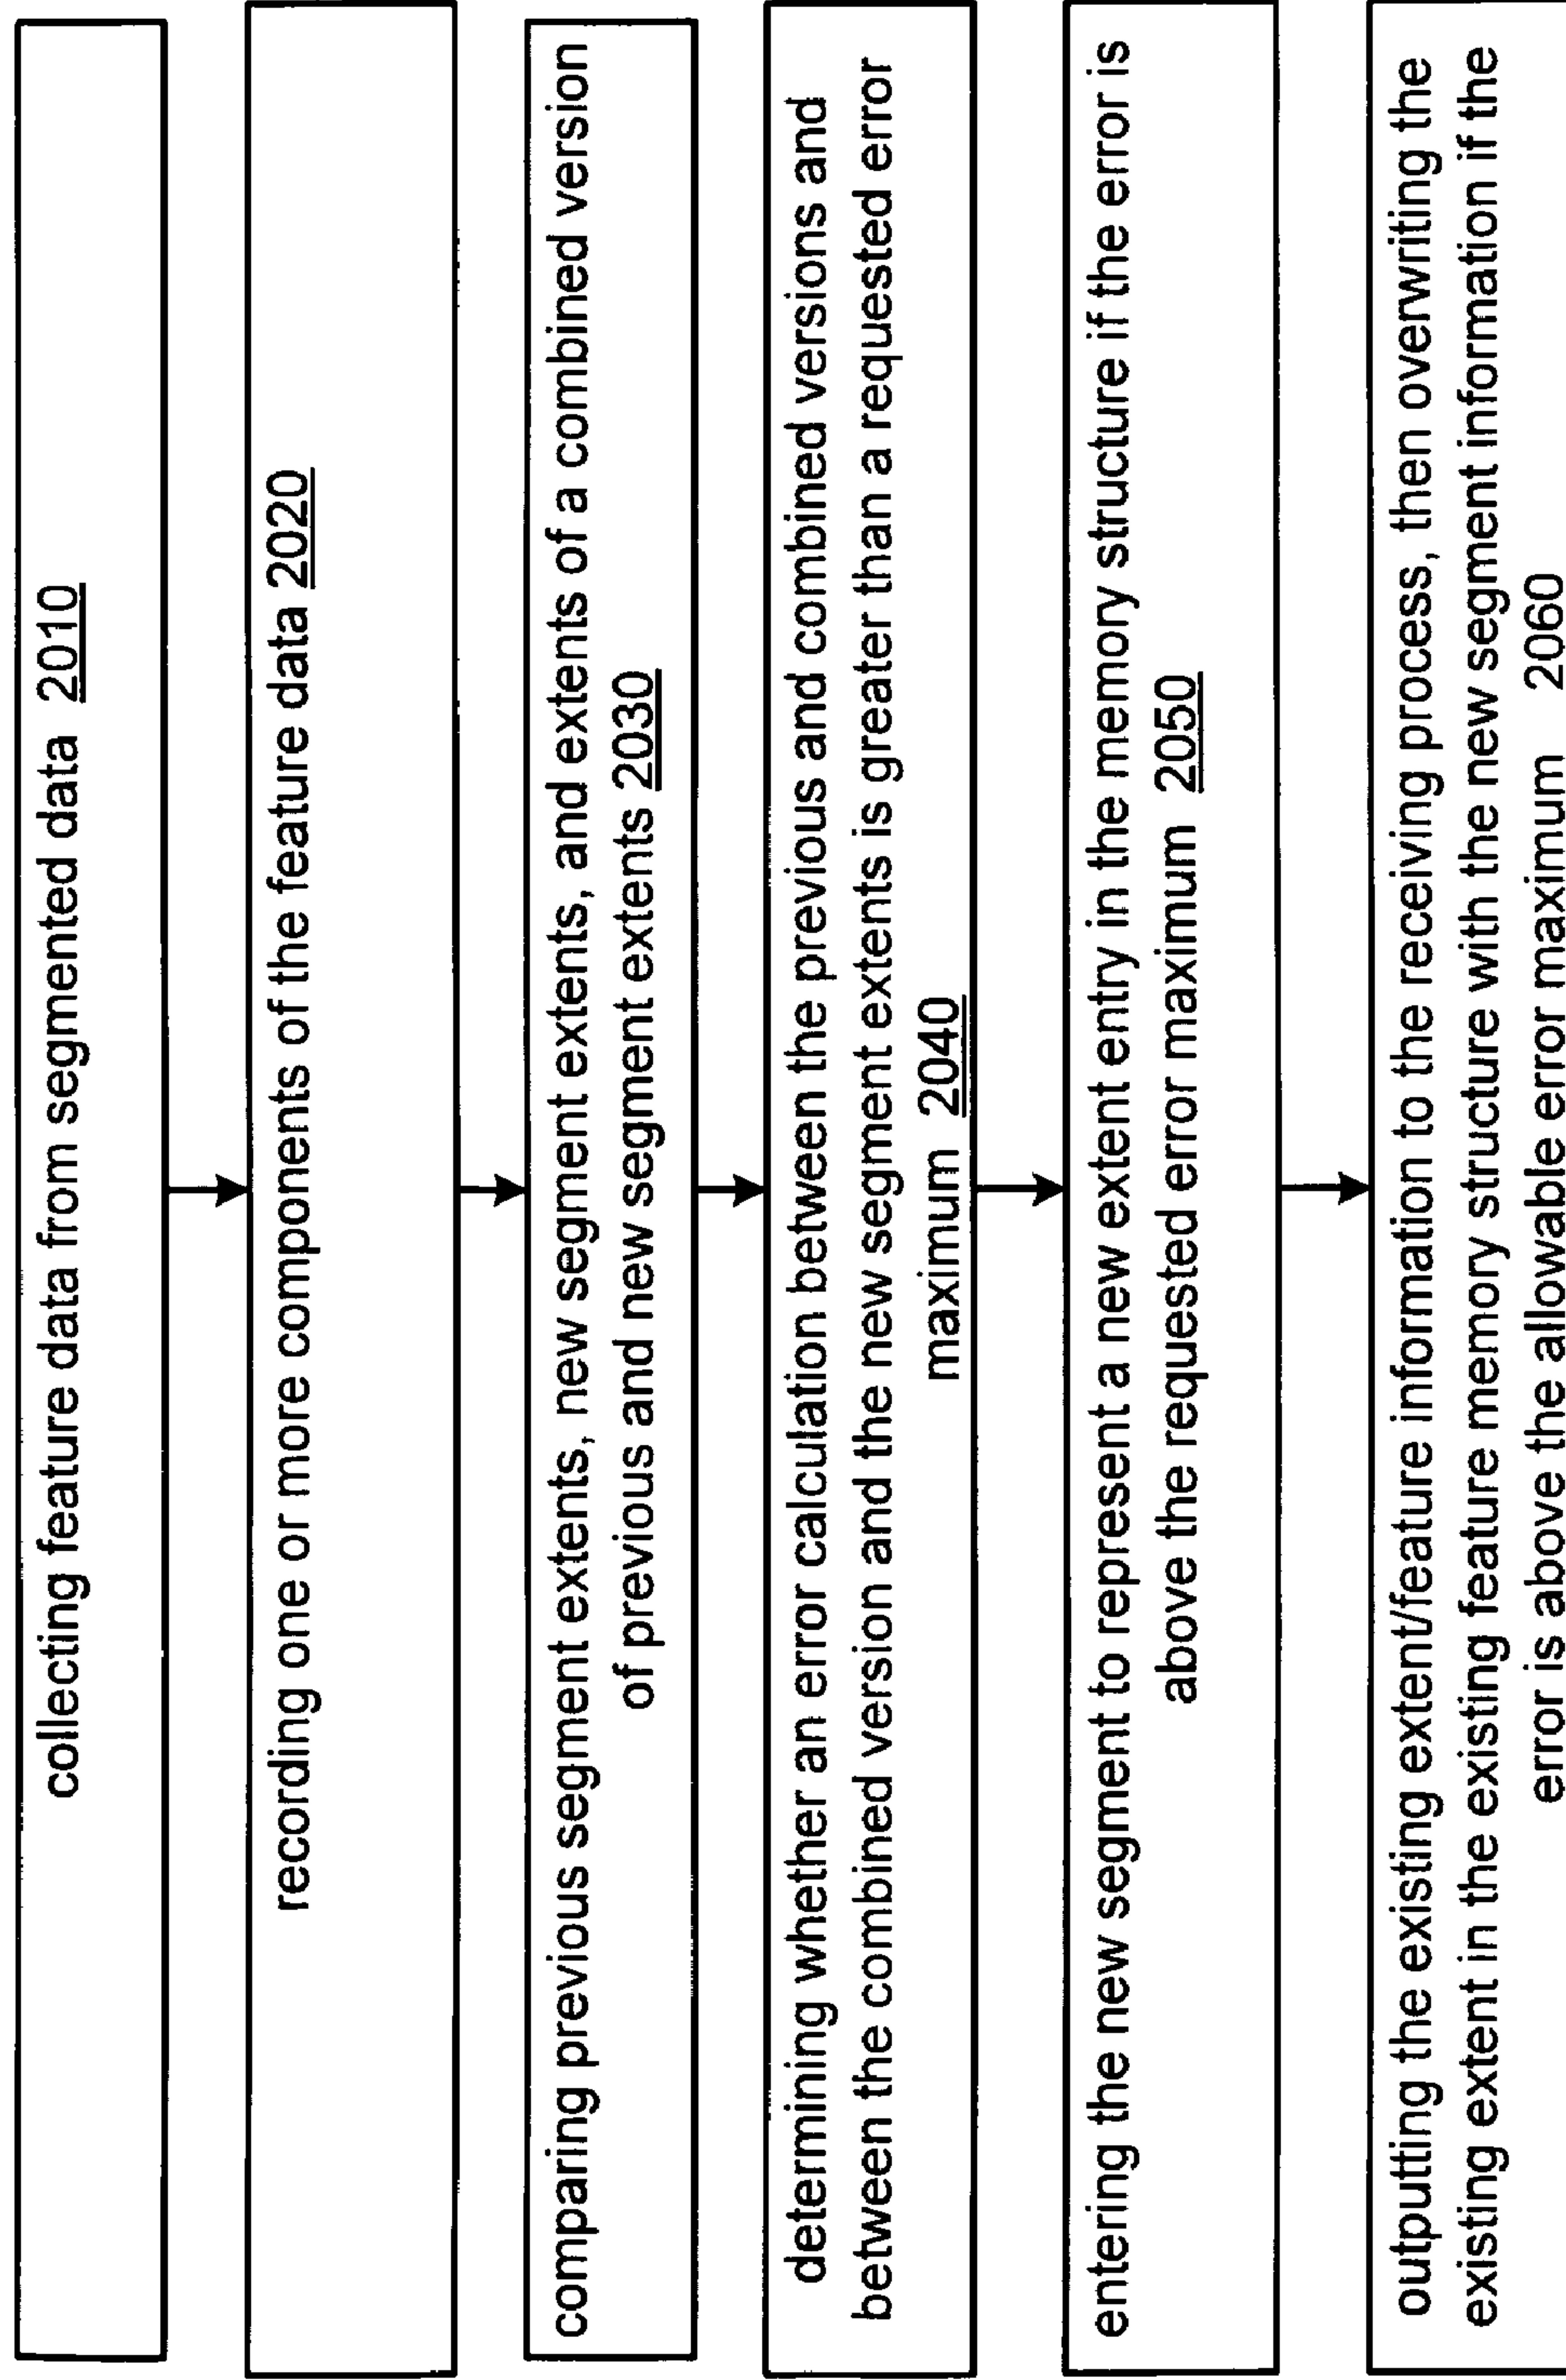 collecting feature data from segmented data 2010
recording one or more components of the feature data 2020
comparing previous segment extents, new segment extents, and extents of a combined version
of previous and new segment extents 2030
determining whether an error calculation between the previous and combined versions and
between the combined version and the new segment extents is greater than a requested error
maximum 2040
entering the new segment to represent a new extent entry in the memory structure if the error is
above the requested error maximum 2050
outputting the existing extent/feature information to the receiving process, then overwriting the
existing extent in the existing feature memory structure with the new segment information if the
error is above the allowable error maximum 2060